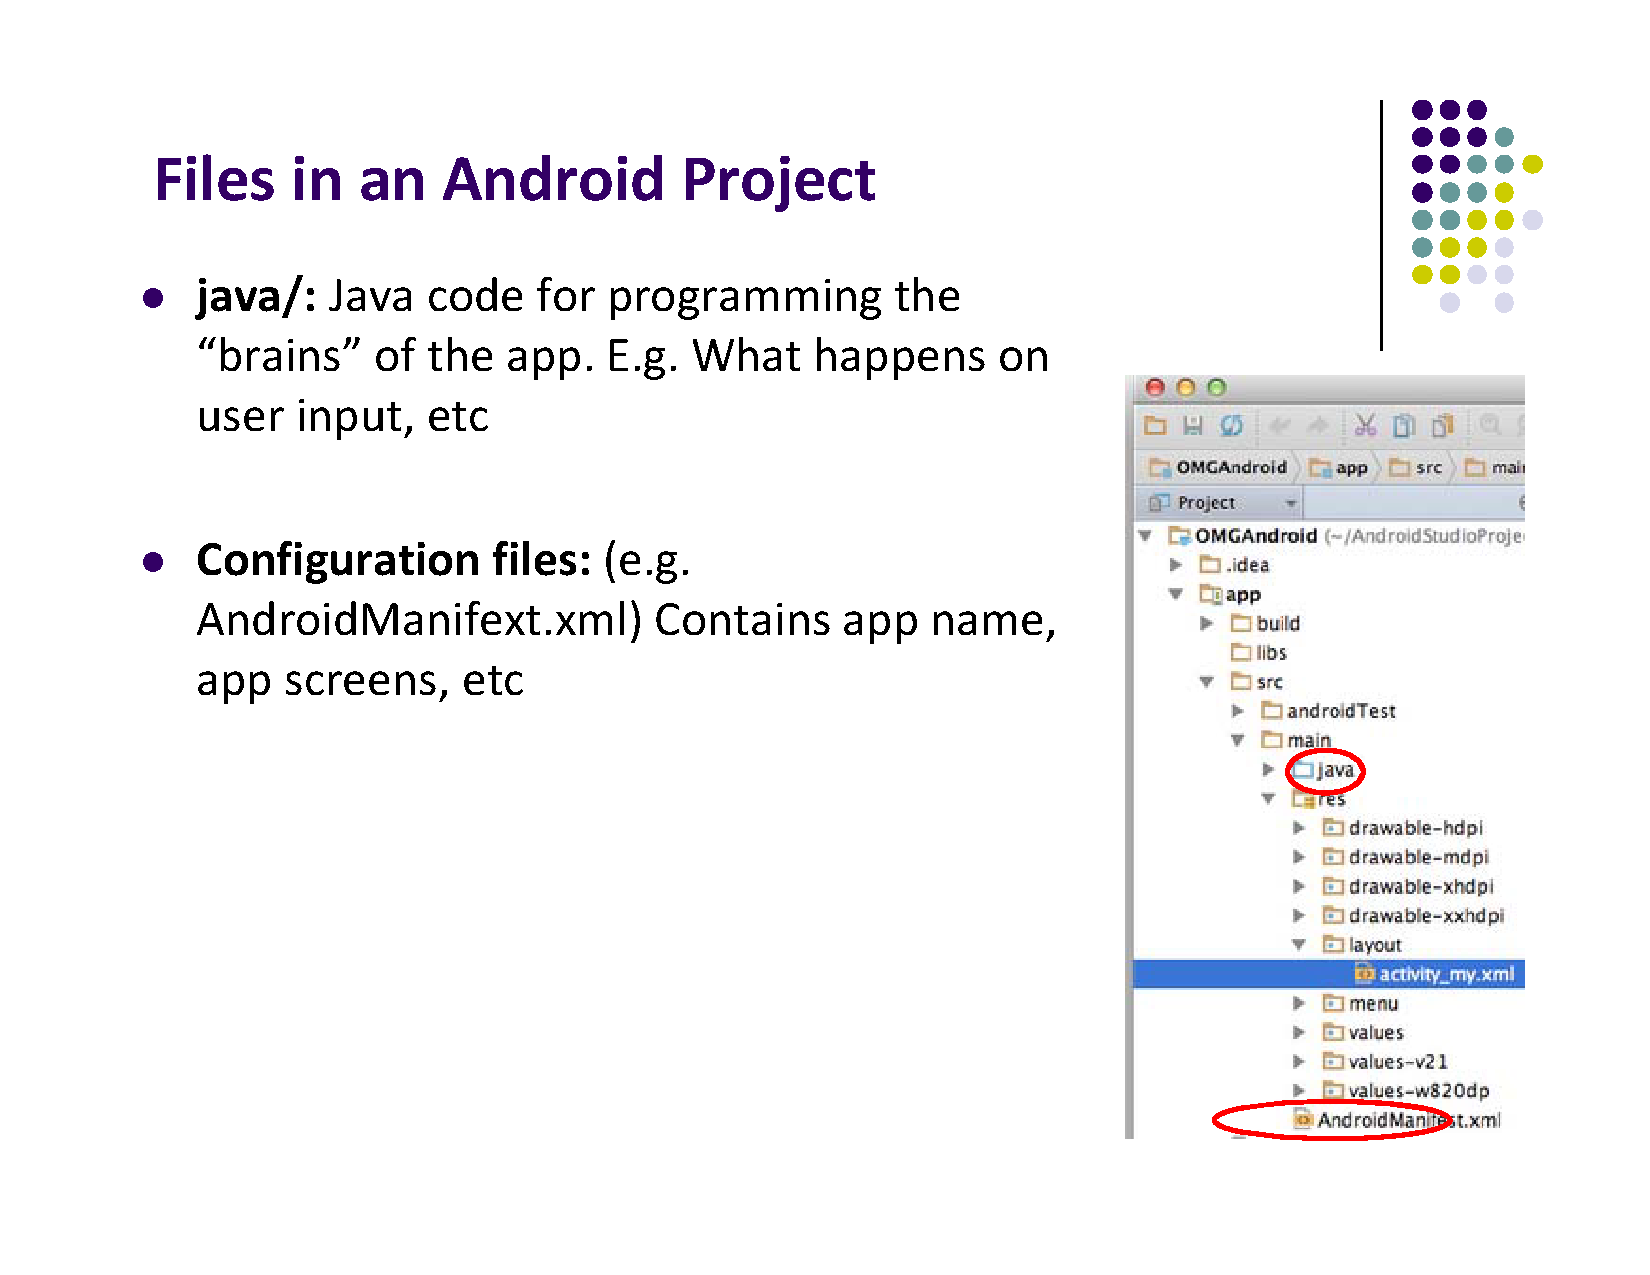 Files in an Android Project
java/: Java code for programming the
“brains” of the app. E.g. What happens on
user input, etc
Configuration files: (e.g.
AndroidManifext.xml) Contains app name,
app screens, etc
OMGAndroid app src mai
Project
OMGAndroid (~/AndroidStudioProje
.idea
app
build
libs
src
androidTest
main
java
res
drawable-hdpi
drawable-mdpi
drawable-xhdpi
drawable-xxhdpi
layout
activity_my.xml
menu
values
values-v21
values-w820dp
AndroidManifest.xml